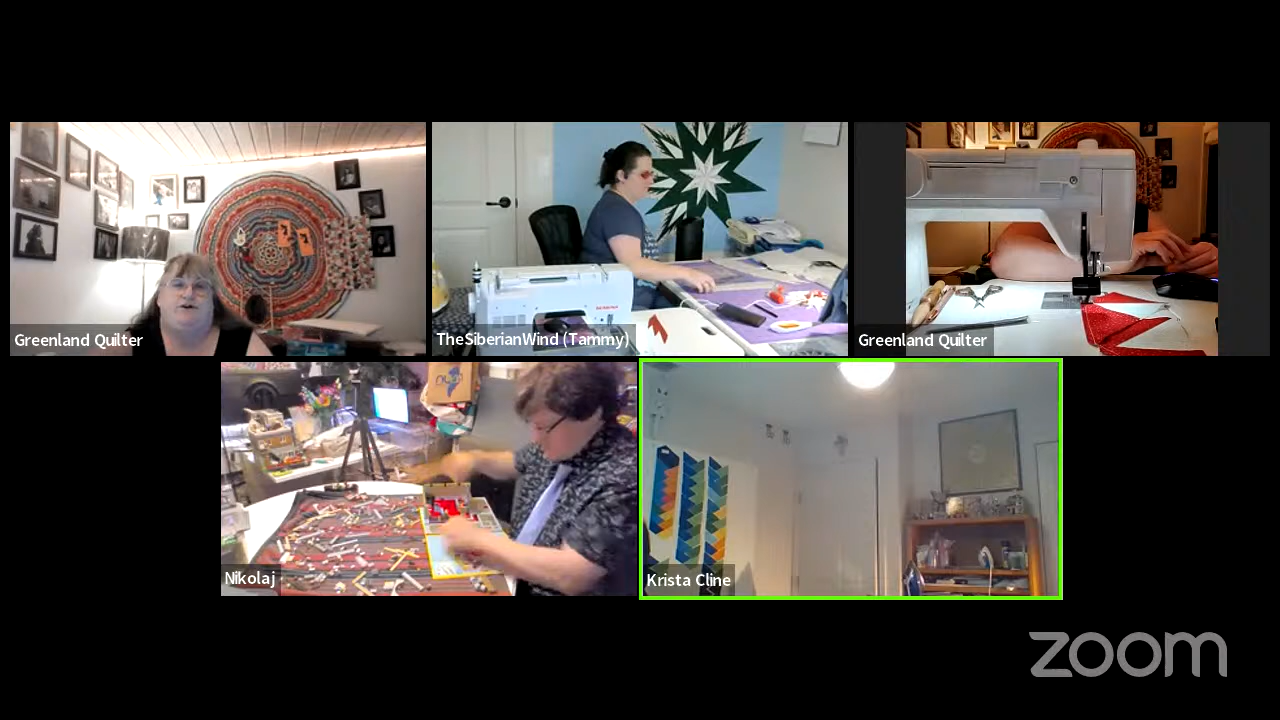 Greenland Quilter
TheSiberianWind (Tammy)
Greenland Quilter
Nikolaj
Krista Cline
zoom